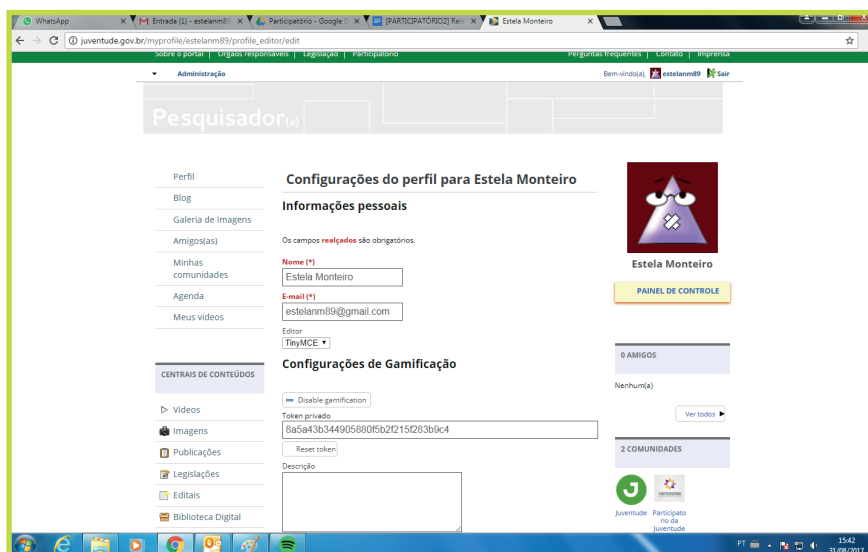 WhatsApp
Entrada (1) - estelanm89
Participatório - Google D
[PARTICIPATÓRIO2] Rela
Estela Monteiro
juventude.gov.br/myprofile/estelanm89/profile_editor/edit
Sobre o portal | Órgãos responsáveis | Legislação | Participatório
Perguntas frequentes | Contato | Imprensa
Administração
Bem-vindo(a), estelanm89 Sair
Pesquisador(a)
Perfil
Blog
Galeria de Imagens
Amigos(as)
Minhas
comunidades
Agenda
Meus vídeos
CENTRAIS DE CONTEÚDOS
Vídeos
Imagens
Publicações
Legislações
Editais
Biblioteca Digital
Configurações do perfil para Estela Monteiro
Informações pessoais
Os campos realçados são obrigatórios.
Nome (*)
Estela Monteiro
E-mail (*)
estelanm89@gmail.com
Editor
TinyMCE
Configurações de Gamificação
Disable gamification
Token privado
8a5a43b344905880f5b2f215f283b9c4
Reset token
Descrição
Estela Monteiro
PAINEL DE CONTROLE
0 AMIGOS
Nenhum(a)
Ver todos
2 COMUNIDADES
Juventude
Participato
rio da
Juventude
PT
15:42